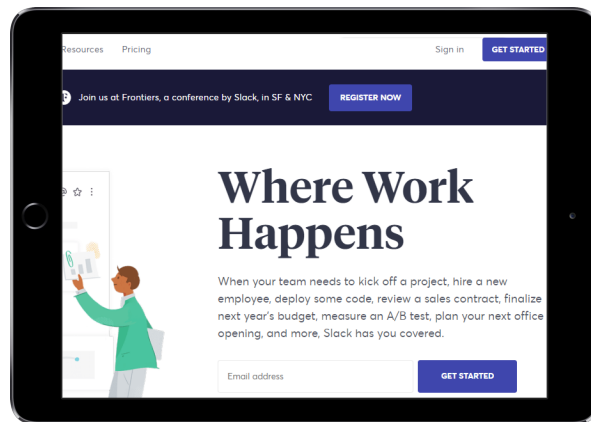 Resources Pricing Sign in GET STARTED
Join us at Frontiers, a conference by Slack, in SF & NYC REGISTER NOW
Where Work
Happens
When your team needs to kick off a project, hire a new
employee, deploy some code, review a sales contract, finalize
next year's budget, measure an A/B test, plan your next office
opening, and more, Slack has you covered.
Email address GET STARTED